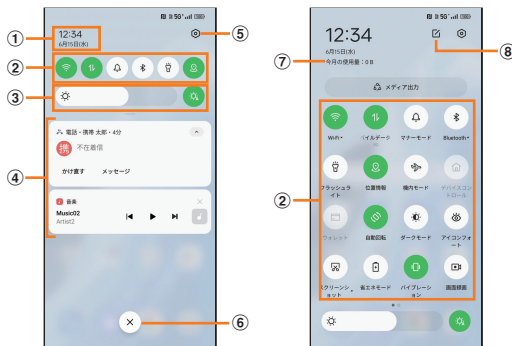 5G
12:34
6月15日(水)
①
②
③
④
⑤
⑥
電話・携帯 太郎・4分
携
不在着信
かけ直す メッセージ
音楽
Music02
Artist2
5G
12:34
6月15日(水)
今月の使用量:0 B
⑦
⑧
メディア出力
②
Wi-Fi
バイルデータ
マナーモード
Bluetooth
フラッシュラ
イト
位置情報
機内モード
デバイスコン
トロール
ウォレット
自動回転
ダークモード
アイコンフォ
ート
スクリーンシ
ョット
省エネモード
バイブレーシ
ョン
画面録画